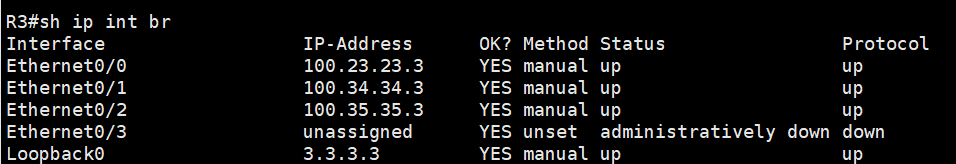 R3#sh ip int br
Interface                  IP-Address      OK? Method Status                Protocol
Ethernet0/0                100.23.23.3     YES manual up                    up
Ethernet0/1                100.34.34.3     YES manual up                    up
Ethernet0/2                100.35.35.3     YES manual up                    up
Ethernet0/3                unassigned      YES unset  administratively down down
Loopback0                  3.3.3.3         YES manual up                    up